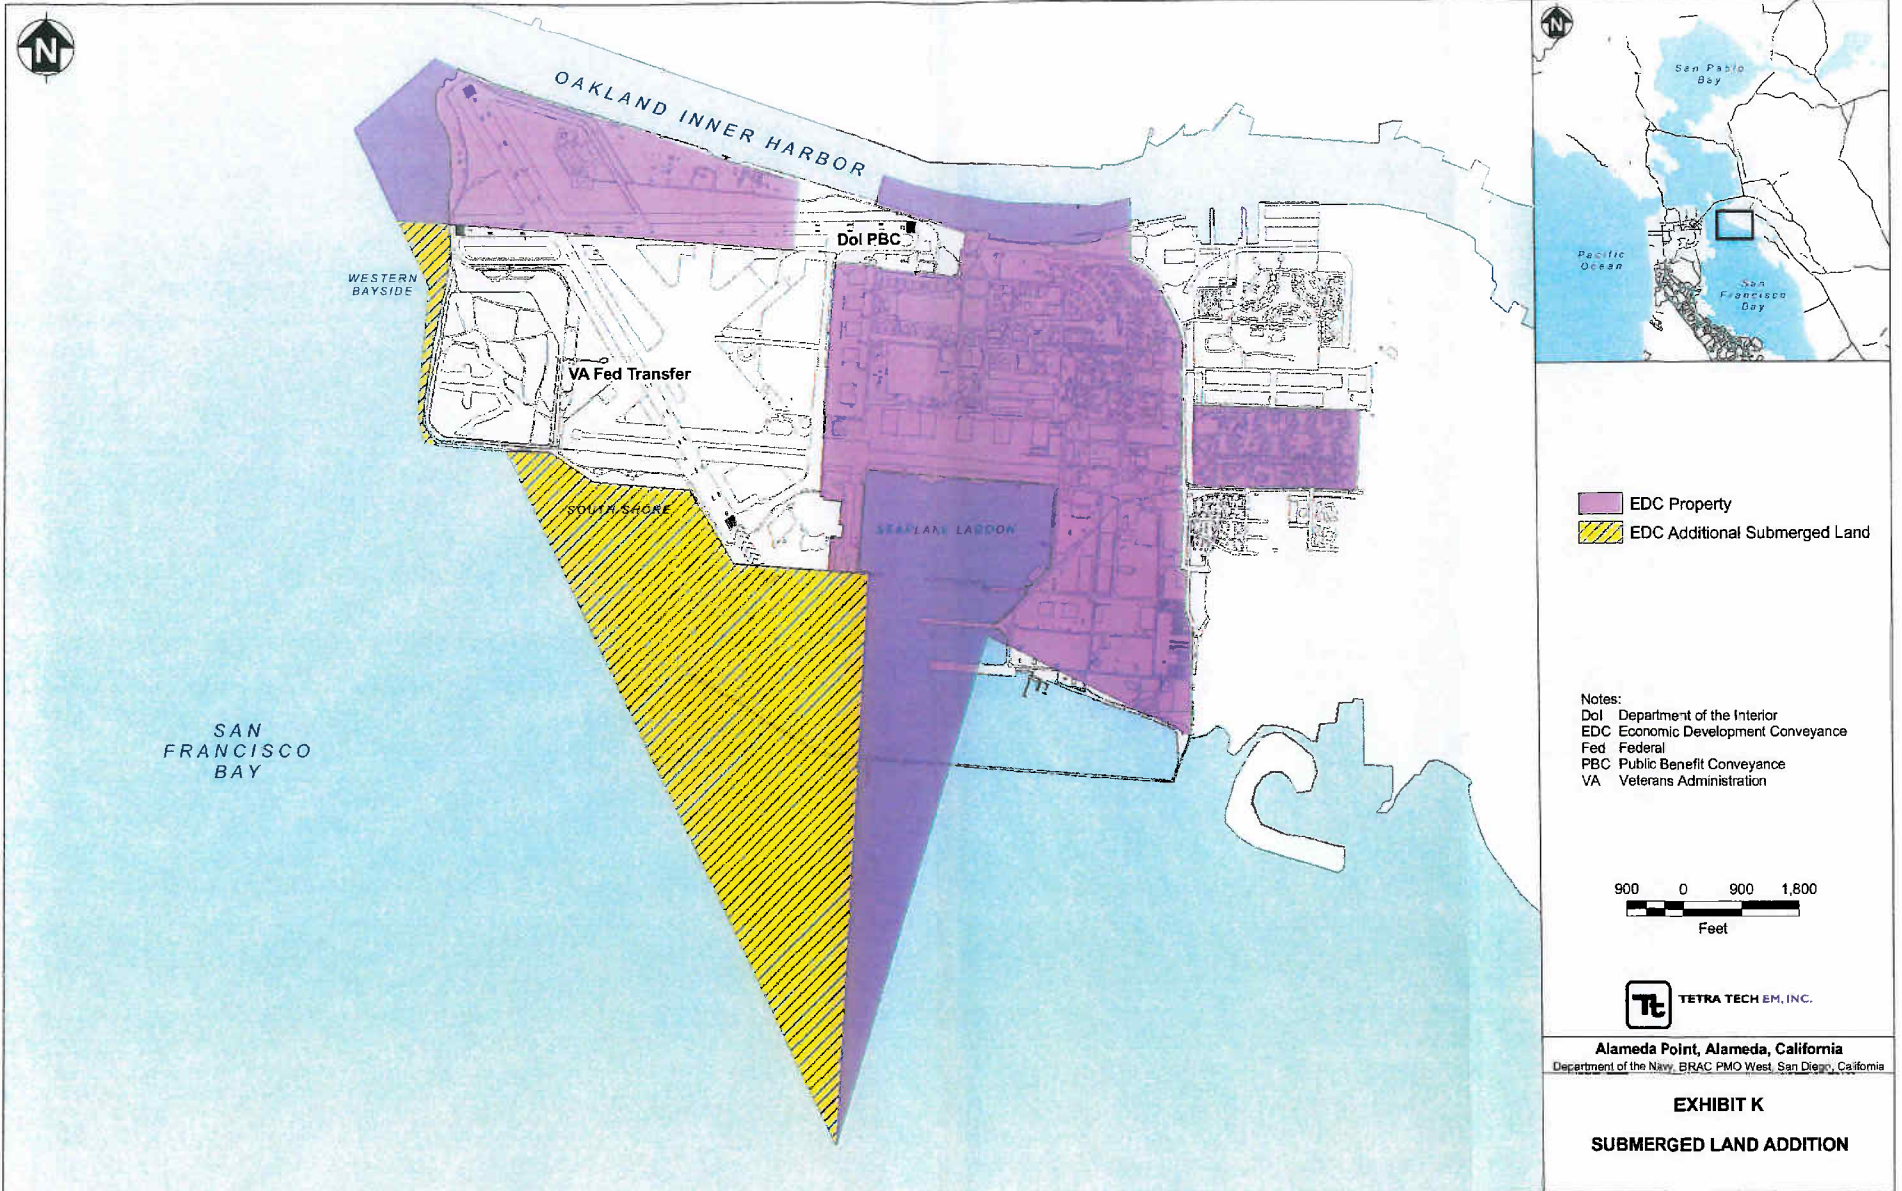 N
OAKLAND INNER HARBOR
WESTERN
BAYSIDE
DoI PBC
VA Fed Transfer
SOUTH SHORE
SEAPLANE LAGOON
SAN
FRANCISCO
BAY
N
San Pablo
Bay
Pacific
Ocean
San
Francisco
Bay
EDC Property
EDC Additional Submerged Land
Notes:
DoI Department of the Interior
EDC Economic Development Conveyance
Fed Federal
PBC Public Benefit Conveyance
VA Veterans Administration
900 0 900 1,800
Feet
Tt TETRA TECH EM, INC.
Alameda Point, Alameda, California
Department of the Navy, BRAC PMO West, San Diego, California
EXHIBIT K
SUBMERGED LAND ADDITION